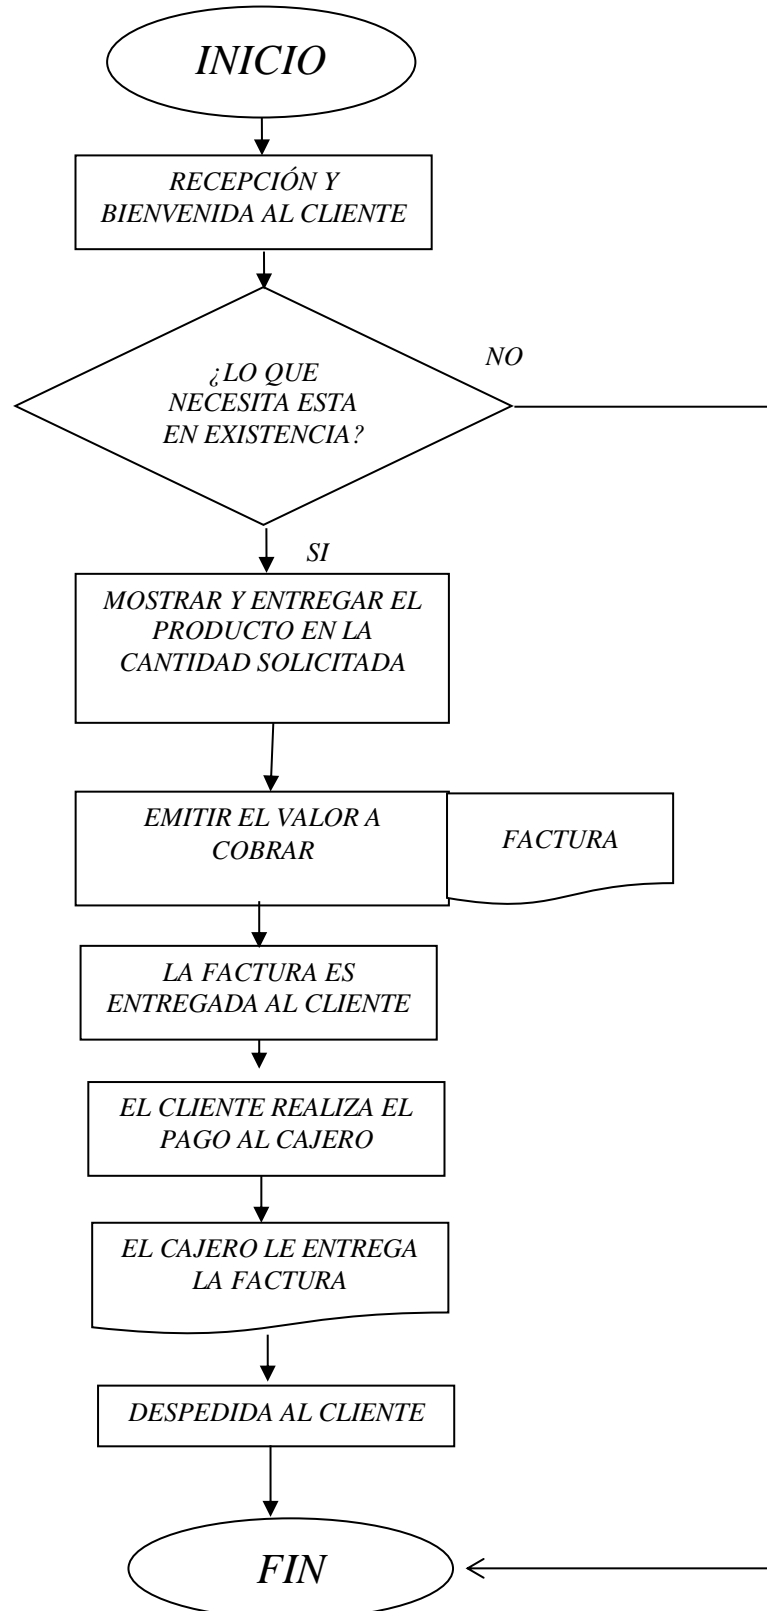 INICIO
RECEPCIÓN Y
BIENVENIDA AL CLIENTE
¿LO QUE
NECESITA ESTA
EN EXISTENCIA?
NO
SI
MOSTRAR Y ENTREGAR EL
PRODUCTO EN LA
CANTIDAD SOLICITADA
EMITIR EL VALOR A
COBRAR
FACTURA
LA FACTURA ES
ENTREGADA AL CLIENTE
EL CLIENTE REALIZA EL
PAGO AL CAJERO
EL CAJERO LE ENTREGA
LA FACTURA
DESPEDIDA AL CLIENTE
FIN